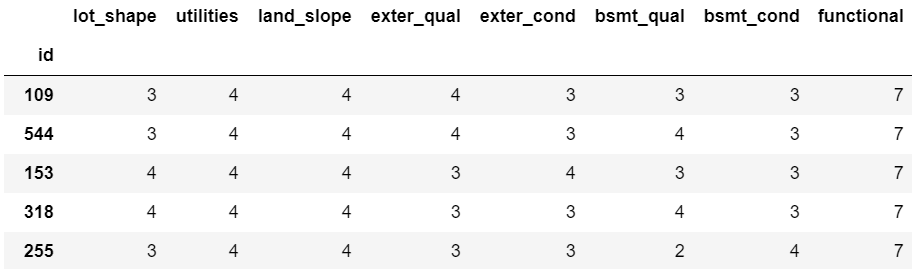 lot_shape utilities land_slope exter_qual exter_cond bsmt_qual bsmt_cond functional
id
109 3 4 4 4 3 3 3 7
544 3 4 4 4 3 4 3 7
153 4 4 4 3 4 3 3 7
318 4 4 4 3 3 4 3 7
255 3 4 4 3 3 2 4 7